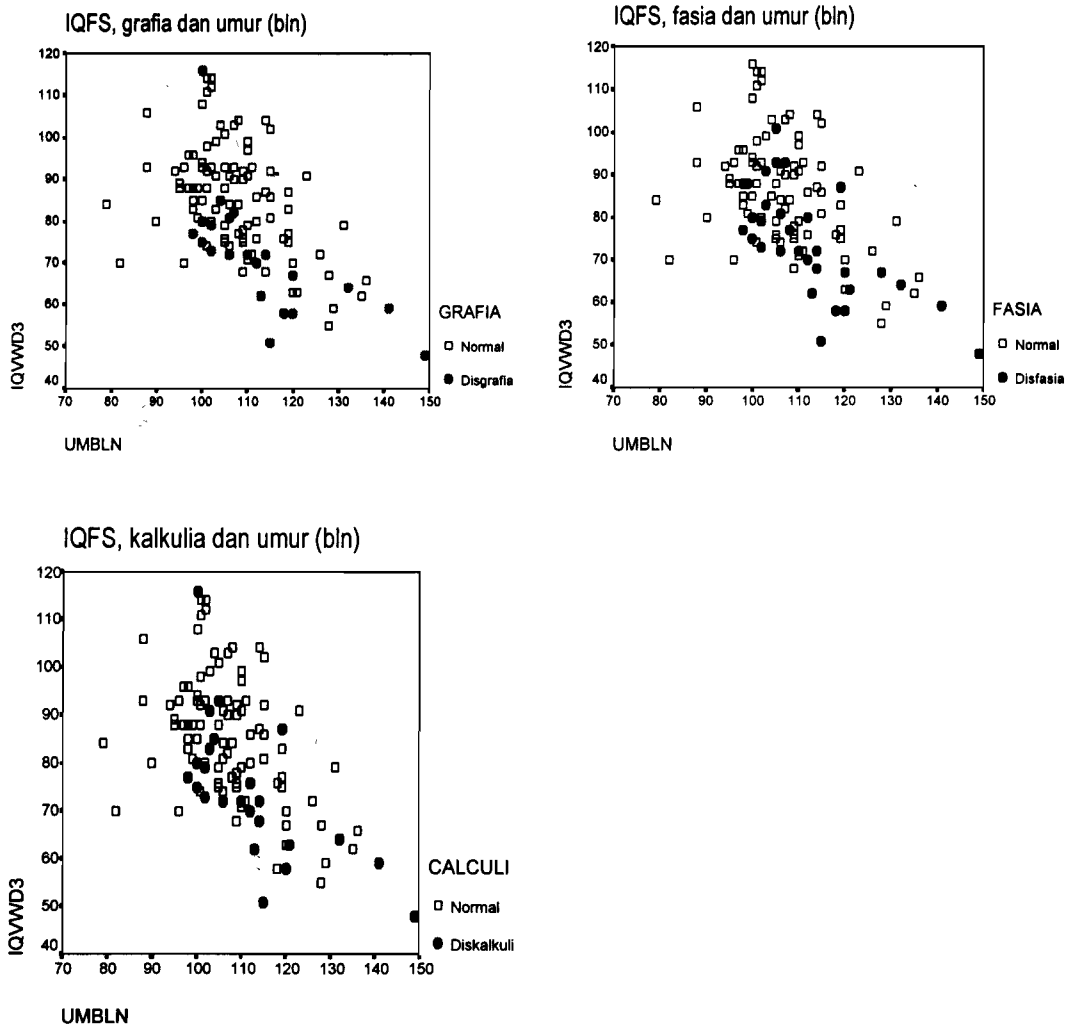 IQFS, grafia dan umur (bln)
120
110
100
90
80
70
60
50
40
IQVWD3
70 80 90 100 110 120 130 140 150
UMBLN
GRAFIA
Normal
Disgrafia
IQFS, fasia dan umur (bln)
120
110
100
90
80
70
60
50
40
IQVWD3
70 80 90 100 110 120 130 140 150
UMBLN
FASIA
Normal
Disfasia
IQFS, kalkulia dan umur (bln)
120
110
100
90
80
70
60
50
40
IQVWD3
70 80 90 100 110 120 130 140 150
UMBLN
CALCULI
Normal
Diskalkuli